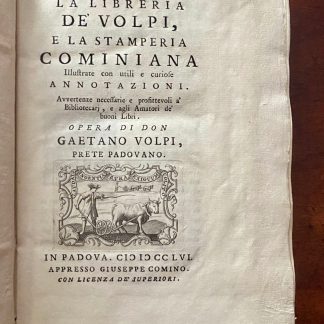 LA LIBRERIA
DE' VOLPI,
E LA STAMPERIA
COMINIANA
Illustrate con utili e curiose
ANNOTAZIONI.
Avvertenze necessarie e profittevoli a'
Bibliotecarj, e agli Amatori de'
buoni Libri.
OPERA DI DON
GAETANO VOLPI,
PRETE PADOVANO.
IN PADOVA. CIƆ IƆ CC LVI.
APPRESSO GIUSEPPE COMINO.
CON LICENZA DE' SUPERIORI.